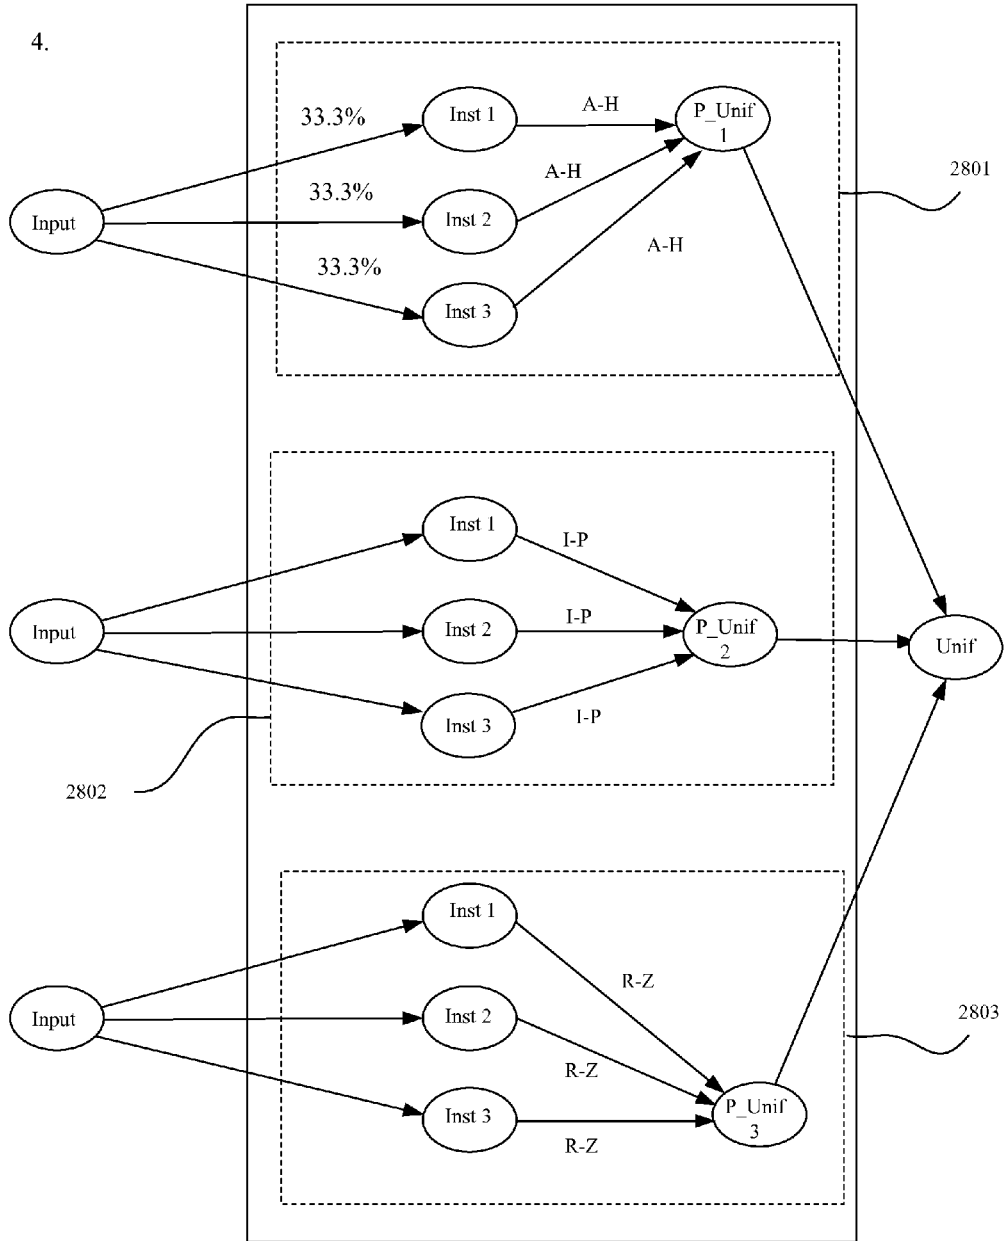 4.
33.3%
Inst 1
A-H
P_Unif
1
2801
A-H
33.3%
Input
Inst 2
A-H
33.3%
Inst 3
Inst 1
I-P
Input
Inst 2
I-P
P_Unif
2
Unif
Inst 3
I-P
2802
Inst 1
R-Z
2803
Input
Inst 2
R-Z
P_Unif
3
Inst 3
R-Z